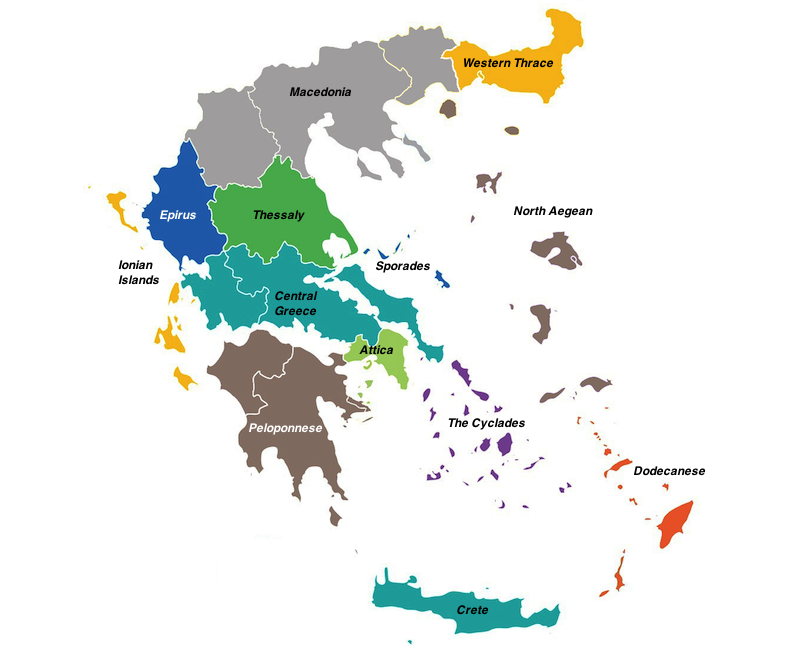 Western Thrace
Macedonia
North Aegean
Epirus
Thessaly
Ionian
Islands
Sporades
Central
Greece
Attica
The Cyclades
Peloponnese
Dodecanese
Crete